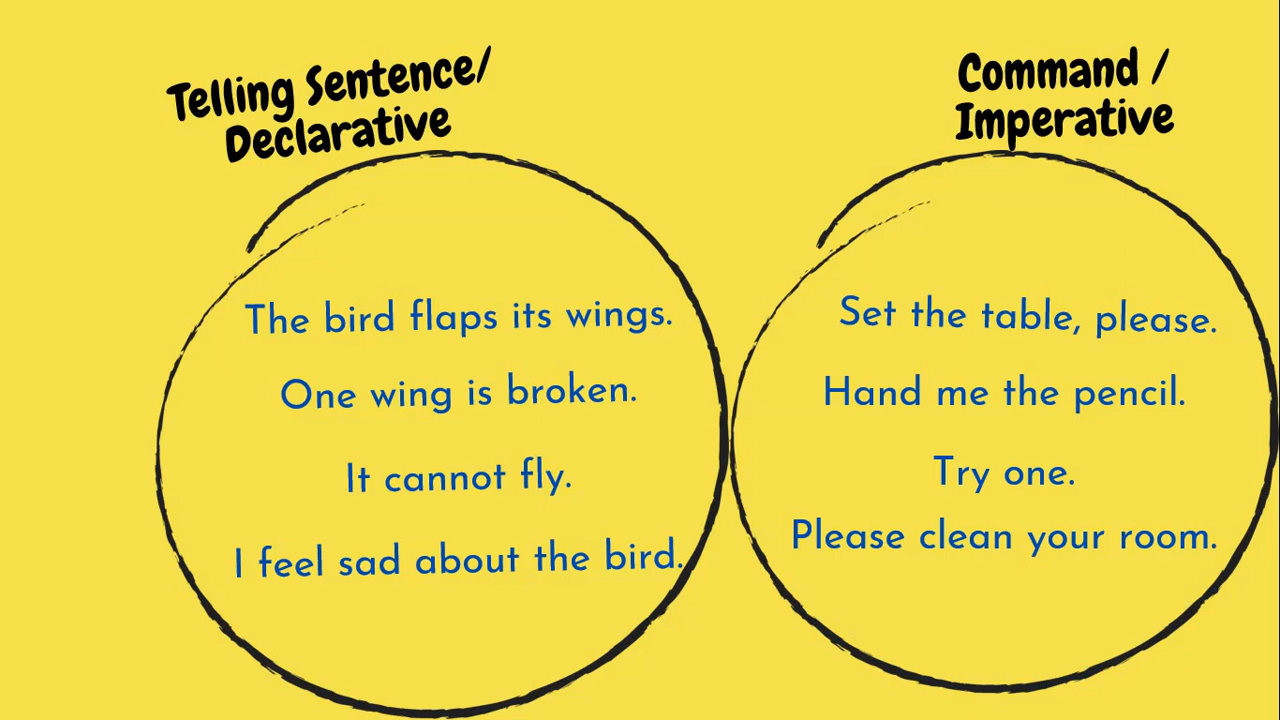 Telling Sentence/
Declarative
The bird flaps its wings.
One wing is broken.
It cannot fly.
I feel sad about the bird.
Command /
Imperative
Set the table, please.
Hand me the pencil.
Try one.
Please clean your room.